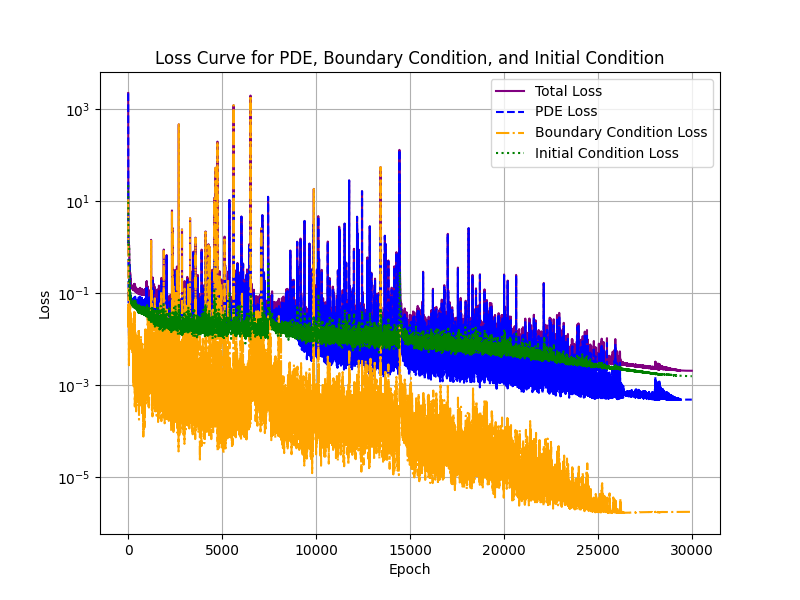 Loss Curve for PDE, Boundary Condition, and Initial Condition
Total Loss
PDE Loss
Boundary Condition Loss
Initial Condition Loss
10³
10¹
10⁻¹
10⁻³
10⁻⁵
Loss
0 5000 10000 15000 20000 25000 30000
Epoch